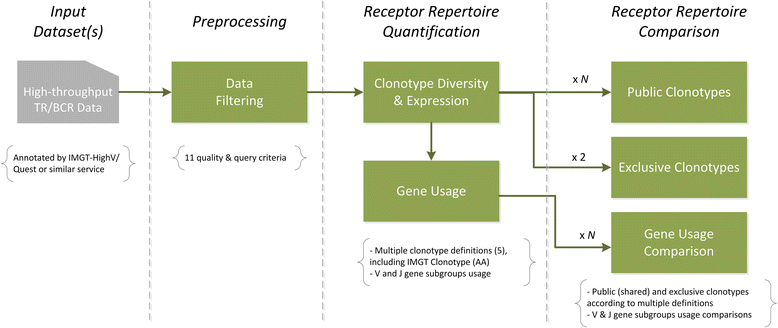 Input
Dataset(s)
Preprocessing
Receptor Repertoire
Quantification
Receptor Repertoire
Comparison
High-throughput
TR/BCR Data
Data
Filtering
Clonotype Diversity
& Expression
x N
Public Clonotypes
Annotated by IMGT-HighV/
Quest or similar service
11 quality & query criteria
Gene Usage
x 2
Exclusive Clonotypes
x N
Gene Usage
Comparison
- Multiple clonotype definitions (5),
including IMGT Clonotype (AA)
- V and J gene subgroups usage
- Public (shared) and exclusive clonotypes
according to multiple definitions
- V & J gene subgroups usage comparisons